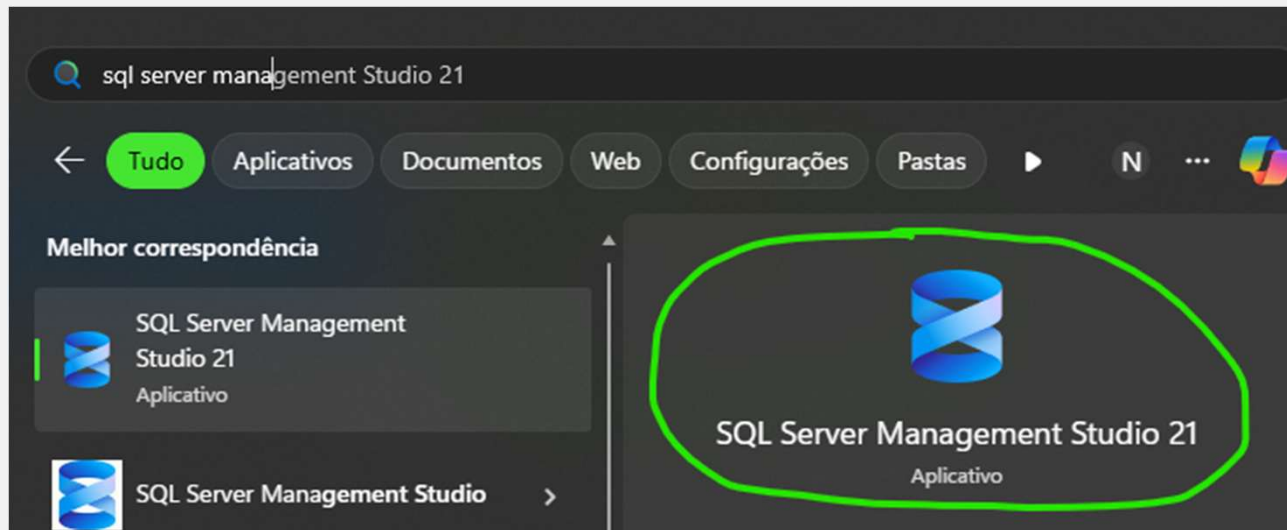 sql server management Studio 21
Tudo Aplicativos Documentos Web Configurações Pastas N
Melhor correspondência
SQL Server Management
Studio 21
Aplicativo
SQL Server Management Studio
SQL Server Management Studio 21
Aplicativo